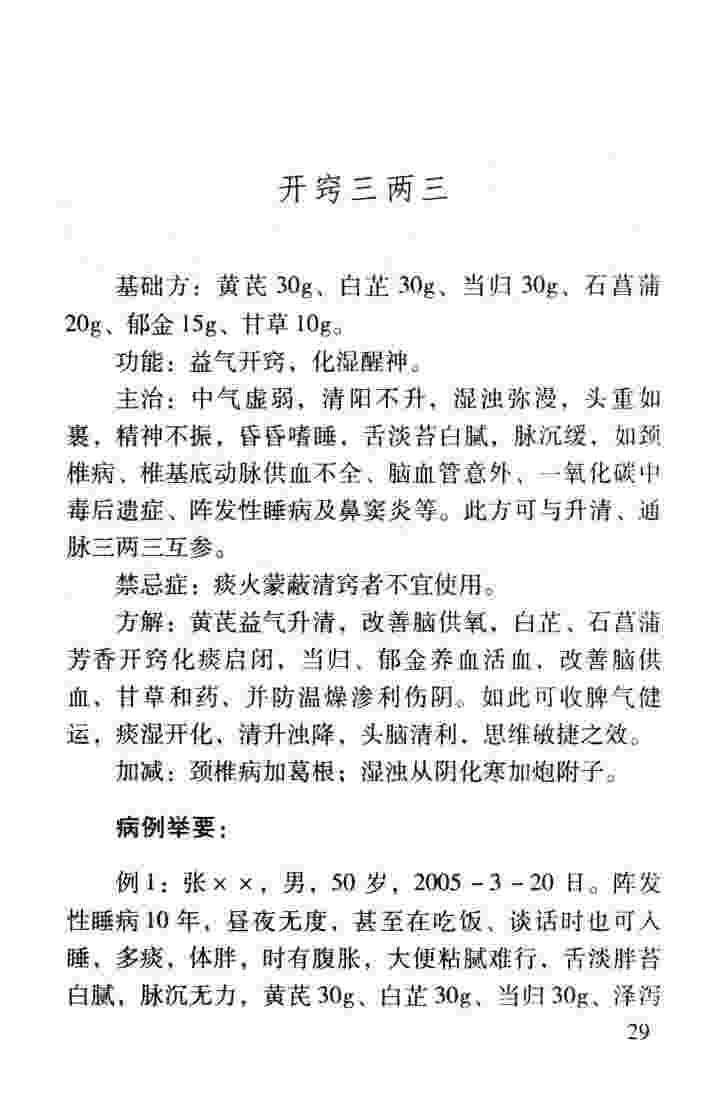 开窍三两三
基础方：黄芪 30g、白芷 30g、当归 30g、石菖蒲
20g、郁金 15g、甘草 10g。
功能：益气开窍，化湿醒神。
主治：中气虚弱，清阳不升，湿浊弥漫，头重如
裹，精神不振，昏昏嗜睡，舌淡苔白腻，脉沉缓，如颈
椎病、椎基底动脉供血不全、脑血管意外、一氧化碳中
毒后遗症、阵发性睡病及鼻窦炎等。此方可与升清、通
脉三两三互参。
禁忌症：痰火蒙蔽清窍者不宜使用。
方解：黄芪益气升清，改善脑供氧，白芷、石菖蒲
芳香开窍化痰启闭，当归、郁金养血活血，改善脑供
血，甘草和药，并防温燥渗利伤阴。如此可收脾气健
运，痰湿开化，清升浊降，头脑清利，思维敏捷之效。
加减：颈椎病加葛根；湿浊从阴化寒加炮附子。
病例举要：
例 1：张××，男，50 岁，2005－3－20 日。阵发
性睡病 10 年，昼夜无度，甚至在吃饭、谈话时也可入
睡，多痰，体胖，时有腹胀，大便粘腻难行，舌淡胖苔
白腻，脉沉无力，黄芪 30g、白芷 30g、当归 30g、泽泻
29